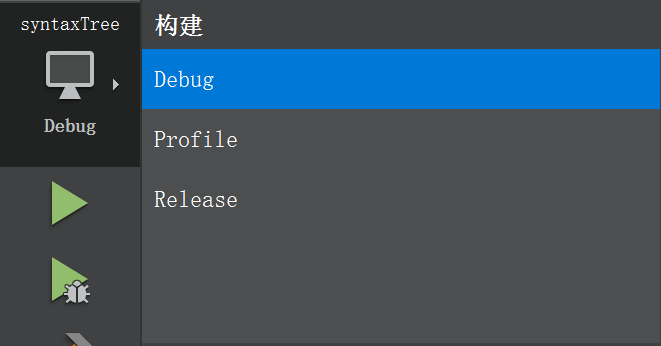 syntaxTree
Debug
构建
Debug
Profile
Release